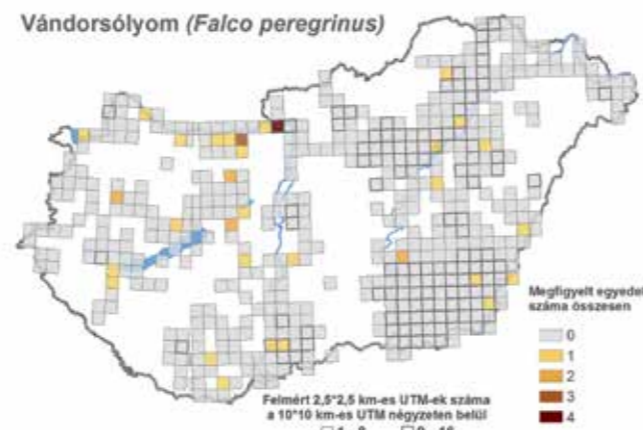 Vándorsólyom (Falco peregrinus)
Megfigyelt egyedek
száma összesen
0
1
2
3
4
Felmért 2,5*2,5 km-es UTM-ek száma
a 10*10 km-es UTM négyzeten belül